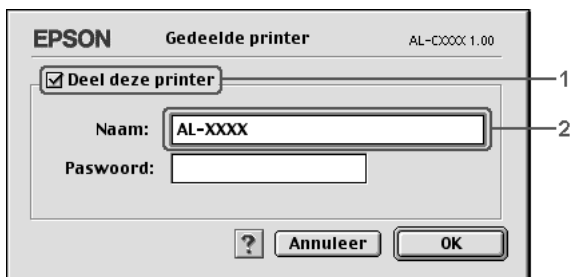 EPSON Gedeelde printer AL-CXXXX 1.00
Deel deze printer 1
Naam: AL-XXXX 2
Paswoord:
? Annuleer OK